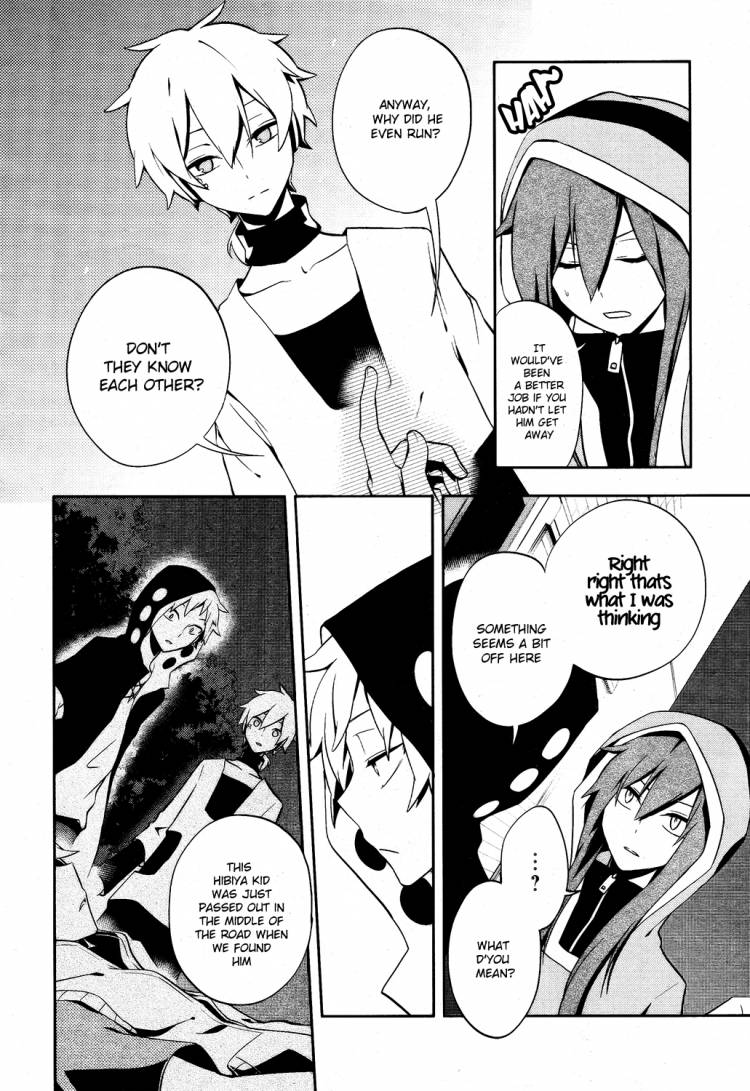 HAH
IT
WOULD'VE
BEEN
A BETTER
JOB IF YOU
HADN'T LET
HIM GET
AWAY
ANYWAY,
WHY DID HE
EVEN RUN?
DON'T
THEY KNOW
EACH OTHER?
Right
right thats
what I was
thinking
SOMETHING
SEEMS A BIT
OFF HERE
...?
WHAT
D'YOU
MEAN?
THIS
HIBIYA KID
WAS JUST
PASSED OUT
IN THE
MIDDLE OF
THE ROAD WHEN
WE FOUND
HIM